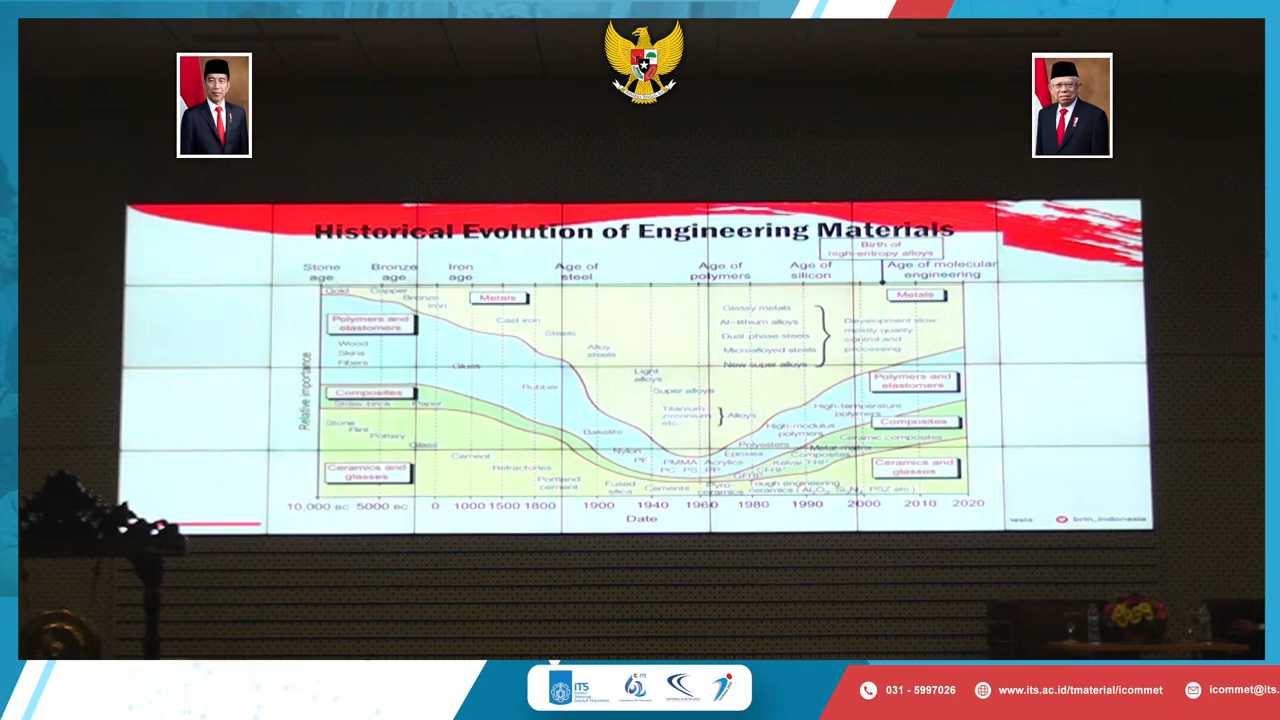 Historical Evolution of Engineering Materials
Birth of
high-entropy alloys
Stone
age
Bronze
age
Iron
age
Age of
steel
Age of
polymers
Age of
silicon
Age of molecular
engineering
Gold
Copper
Bronze
Iron
Metals
Cast iron
Steels
Alloy
steels
Glassy metals
Al-lithium alloys
Dual-phase steels
Microalloyed steels
New super alloys
Metals
Development slow:
mostly quality
control and
processing
Polymers and
elastomers
Wood
Skins
Fibers
Glues
Rubber
Light
alloys
Super alloys
Titanium
zirconium
etc.
Alloys
Polymers and
elastomers
Composites
Straw-brick
Paper
Bakelite
High-temperature
polymers
High-modulus
polymers
Composites
Stone
Flint
Pottery
Glass
Cement
Refractories
Portland
cement
Nylon
PE
PMMA
Acrylics
PC
PS
PP
Polyesters
Epoxies
Metal-matrix
Composites
Ceramic composites
Kelvar-FRP
CFRP
GFRP
Ceramics and
glasses
Fused
silica
Cements
Pyro-
ceramics
Tough engineering
Ceramics and
glasses
Relative importance
10,000 BC
5000 BC
0
1000
1500
1800
1900
1940
1960
1980
1990
2000
2010
2020
Date
brin_indonesia
ITS
Institut
Teknologi
Sepuluh Nopember
ITS
031 - 5997026
www.its.ac.id/tmaterial/icommet
icommet@its.